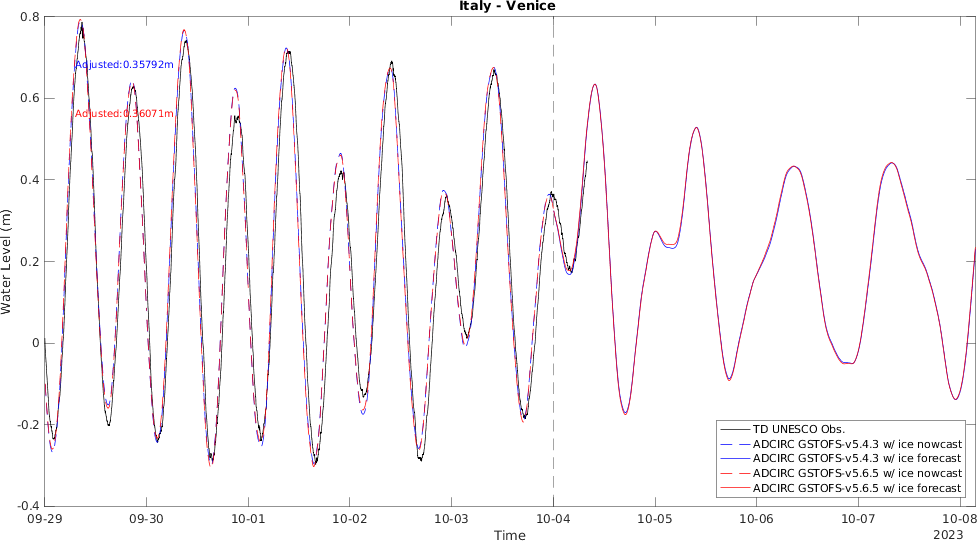 Italy - Venice
Water Level (m)
0.8
0.6
0.4
0.2
0
-0.2
-0.4
Adjusted:0.35792m
Adjusted:0.36071m
TD UNESCO Obs.
ADCIRC GSTOFS-v5.4.3 w/ ice nowcast
ADCIRC GSTOFS-v5.4.3 w/ ice forecast
ADCIRC GSTOFS-v5.6.5 w/ ice nowcast
ADCIRC GSTOFS-v5.6.5 w/ ice forecast
09-29 09-30 10-01 10-02 10-03 10-04 10-05 10-06 10-07 10-08
Time
2023